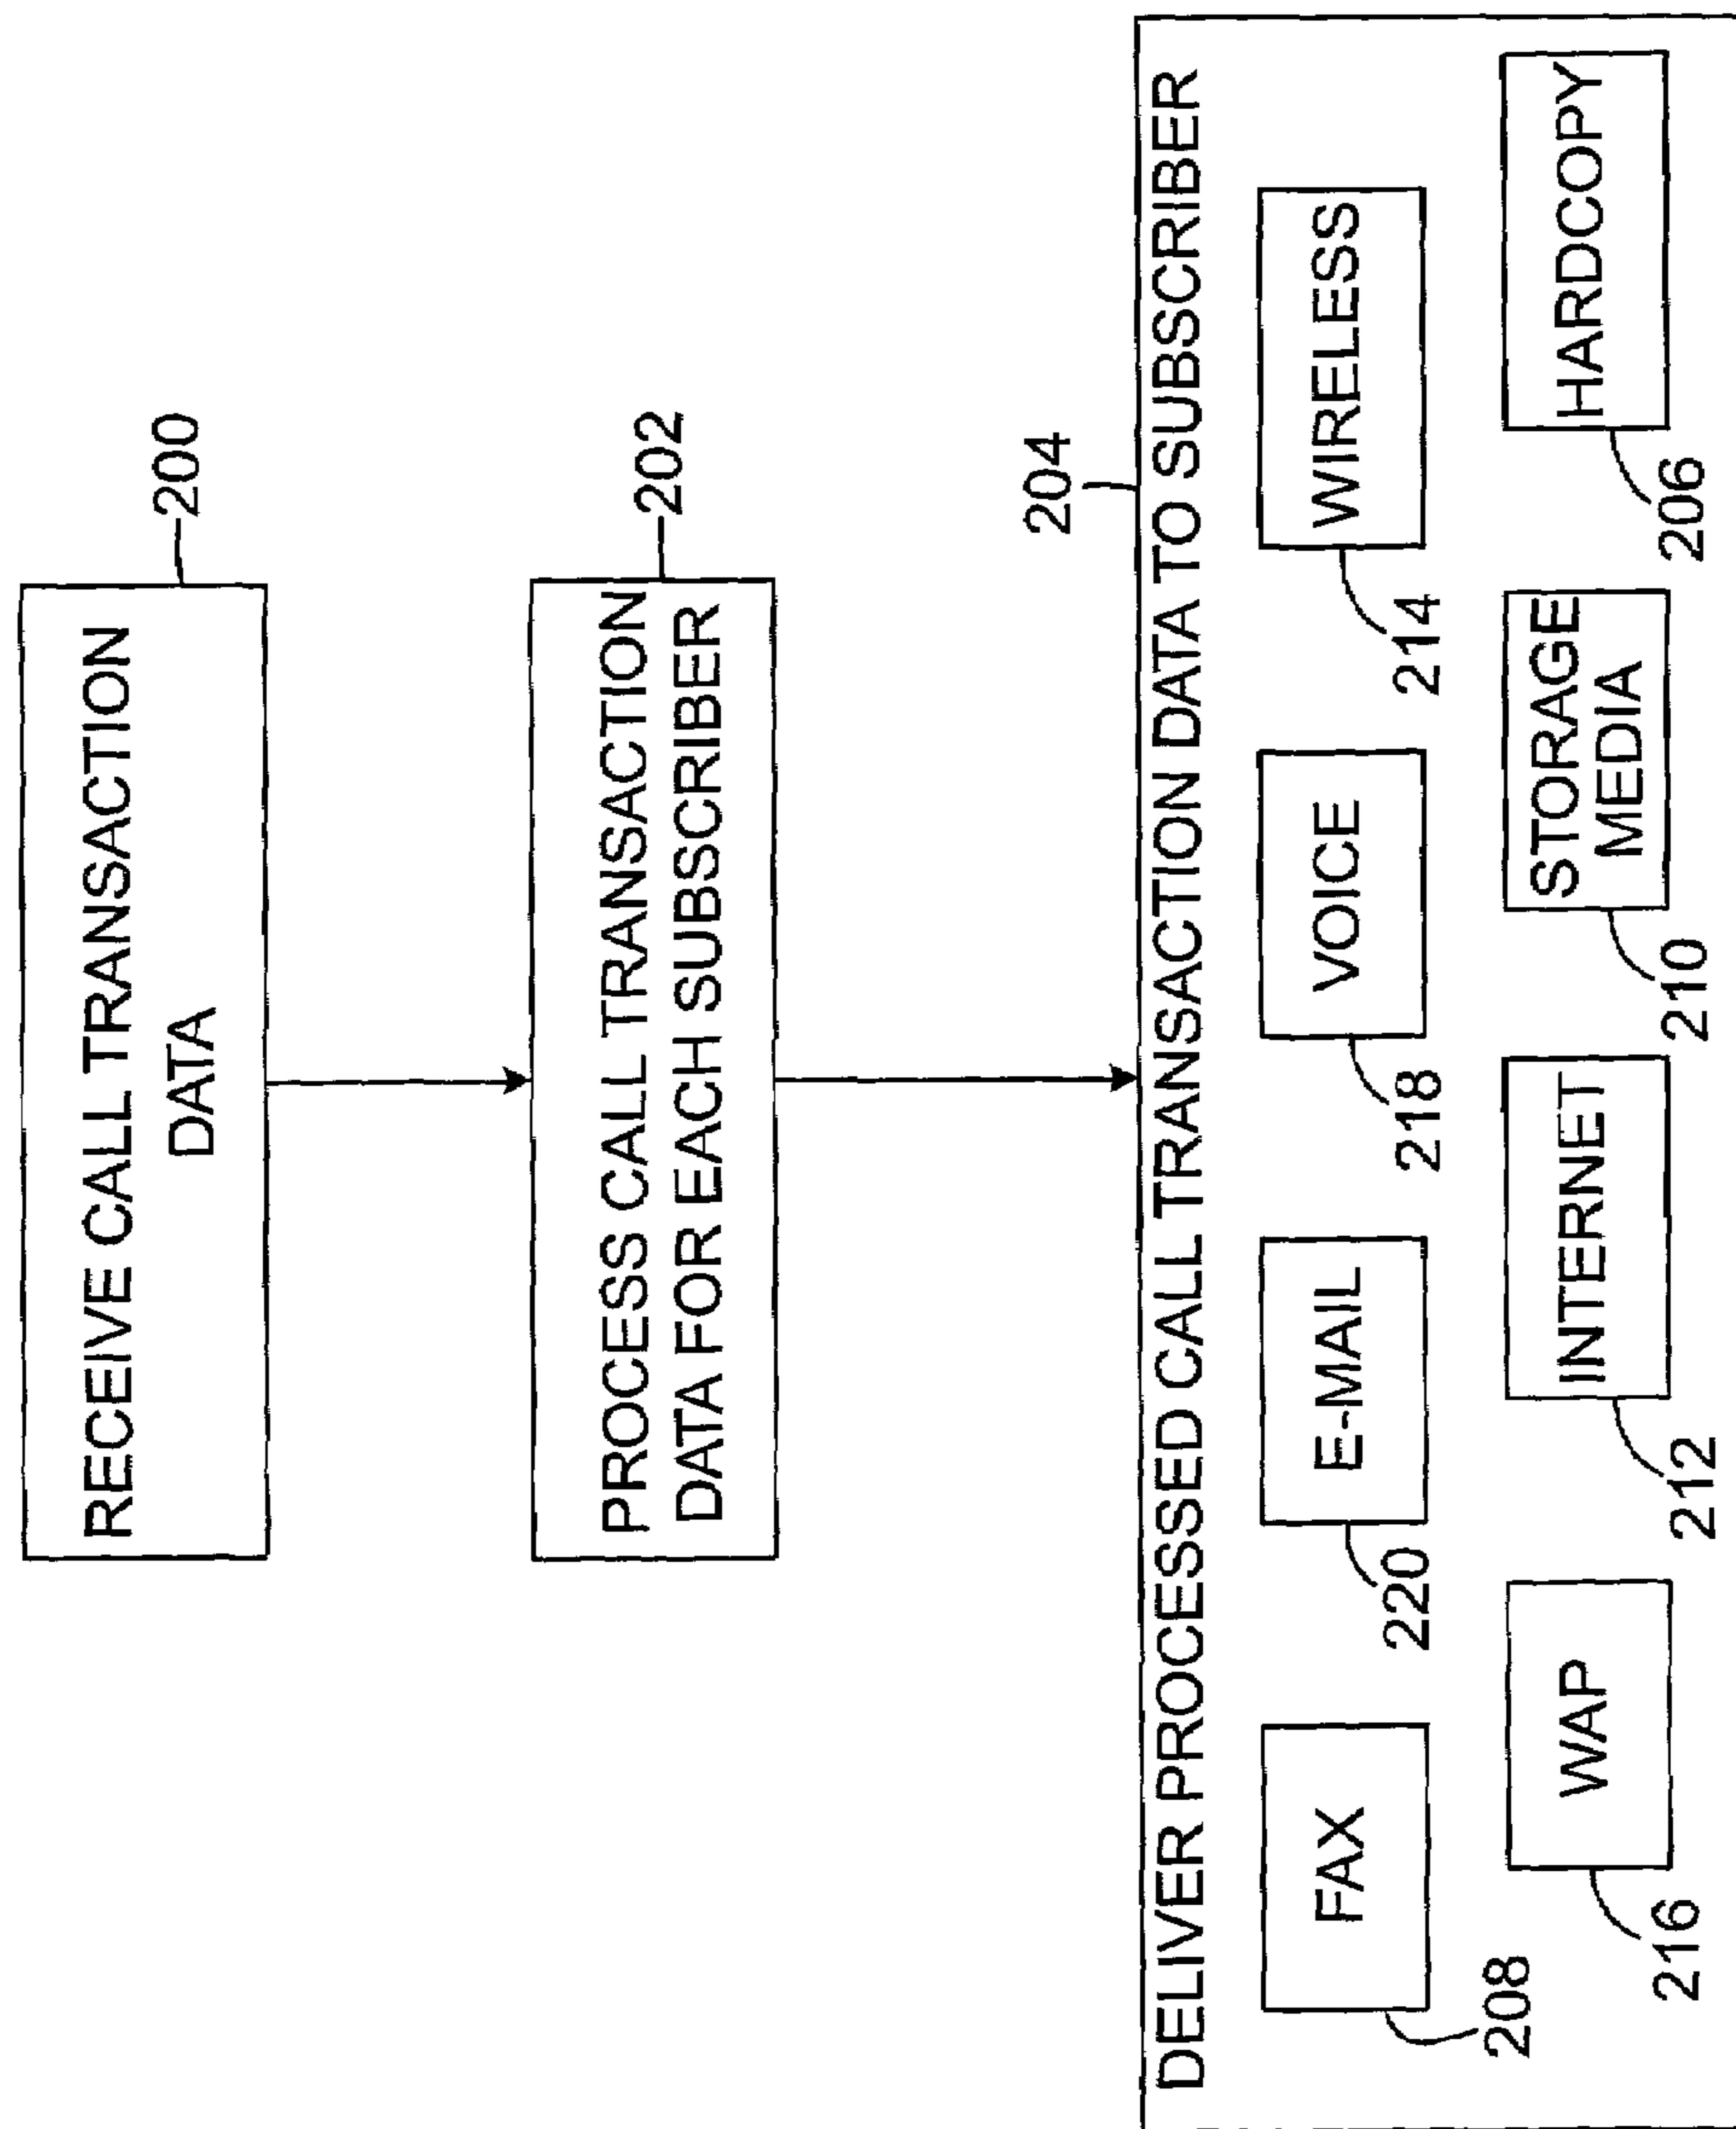 RECEIVE CALL TRANSACTION
DATA
200
PROCESS CALL TRANSACTION
DATA FOR EACH SUBSCRIBER
202
204
DELIVER PROCESSED CALL TRANSACTION DATA TO SUBSCRIBER
FAX
208
E-MAIL
220
VOICE
218
WIRELESS
214
WAP
216
INTERNET
212
STORAGE
MEDIA
210
HARDCOPY
206